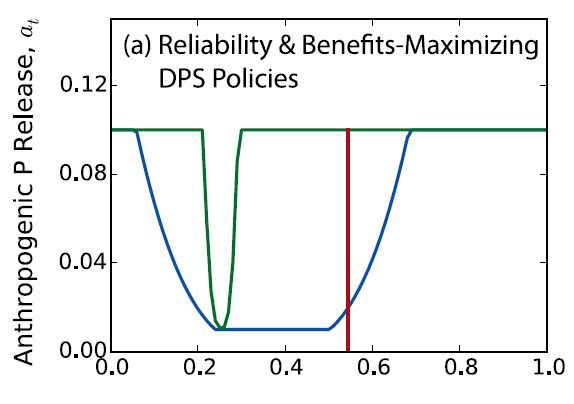 (a) Reliability & Benefits-Maximizing
DPS Policies
Anthropogenic P Release, aₜ
0.12
0.08
0.04
0.00
0.0 0.2 0.4 0.6 0.8 1.0